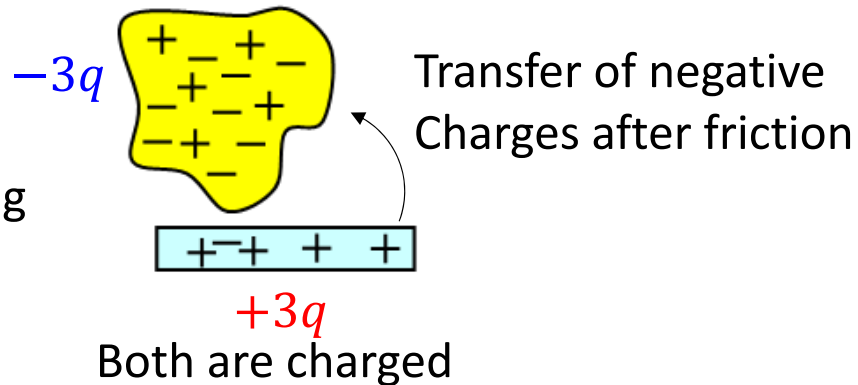 −3q
Transfer of negative
Charges after friction
g
+3q
Both are charged